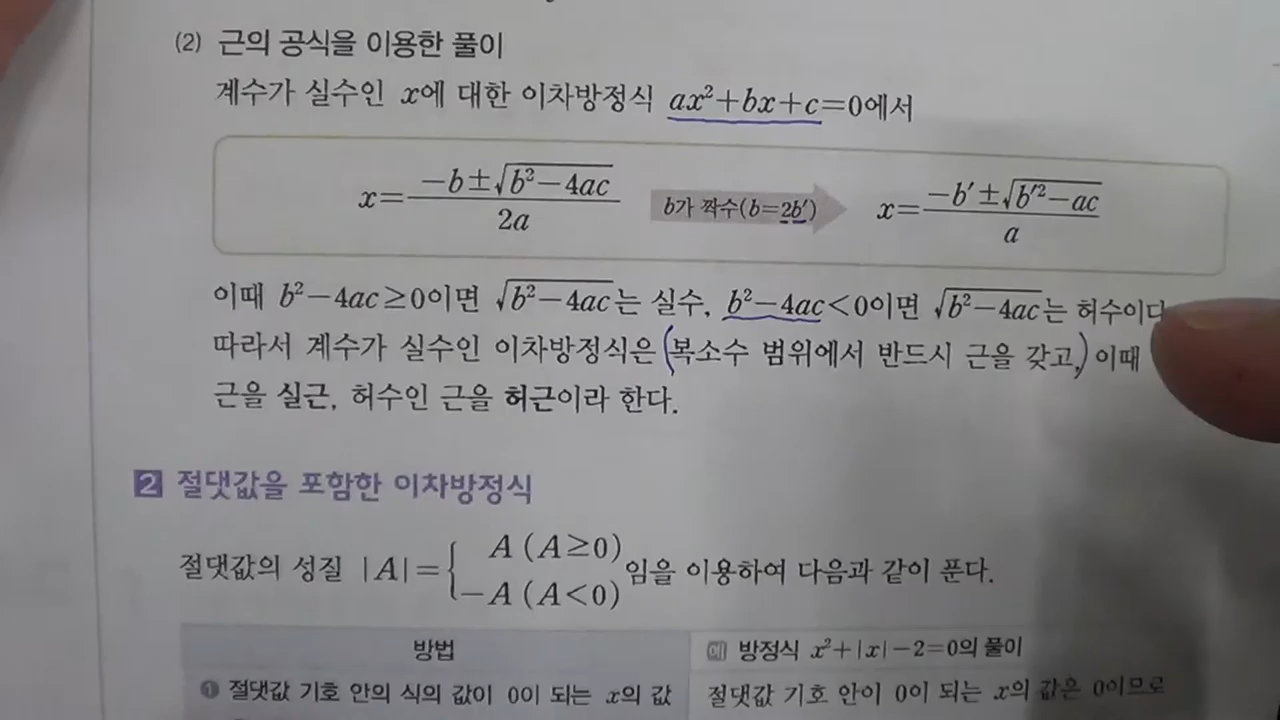 (2) 근의 공식을 이용한 풀이
계수가 실수인 x에 대한 이차방정식 ax²+bx+c=0에서
x=(-b±√(b²-4ac))/2a b가 짝수(b=2b′) x=(-b′±√(b′²-ac))/a
이때 b²-4ac≥0이면 √(b²-4ac)는 실수, b²-4ac<0이면 √(b²-4ac)는 허수이다
따라서 계수가 실수인 이차방정식은 (복소수 범위에서 반드시 근을 갖고,) 이때
근을 실근, 허수인 근을 허근이라 한다.
2 절댓값을 포함한 이차방정식
절댓값의 성질 |A|={A (A≥0) -A (A<0) 임을 이용하여 다음과 같이 푼다.
방법 예 방정식 x²+|x|-2=0의 풀이
❶ 절댓값 기호 안의 식의 값이 0이 되는 x의 값 절댓값 기호 안이 0이 되는 x의 값은 0이므로